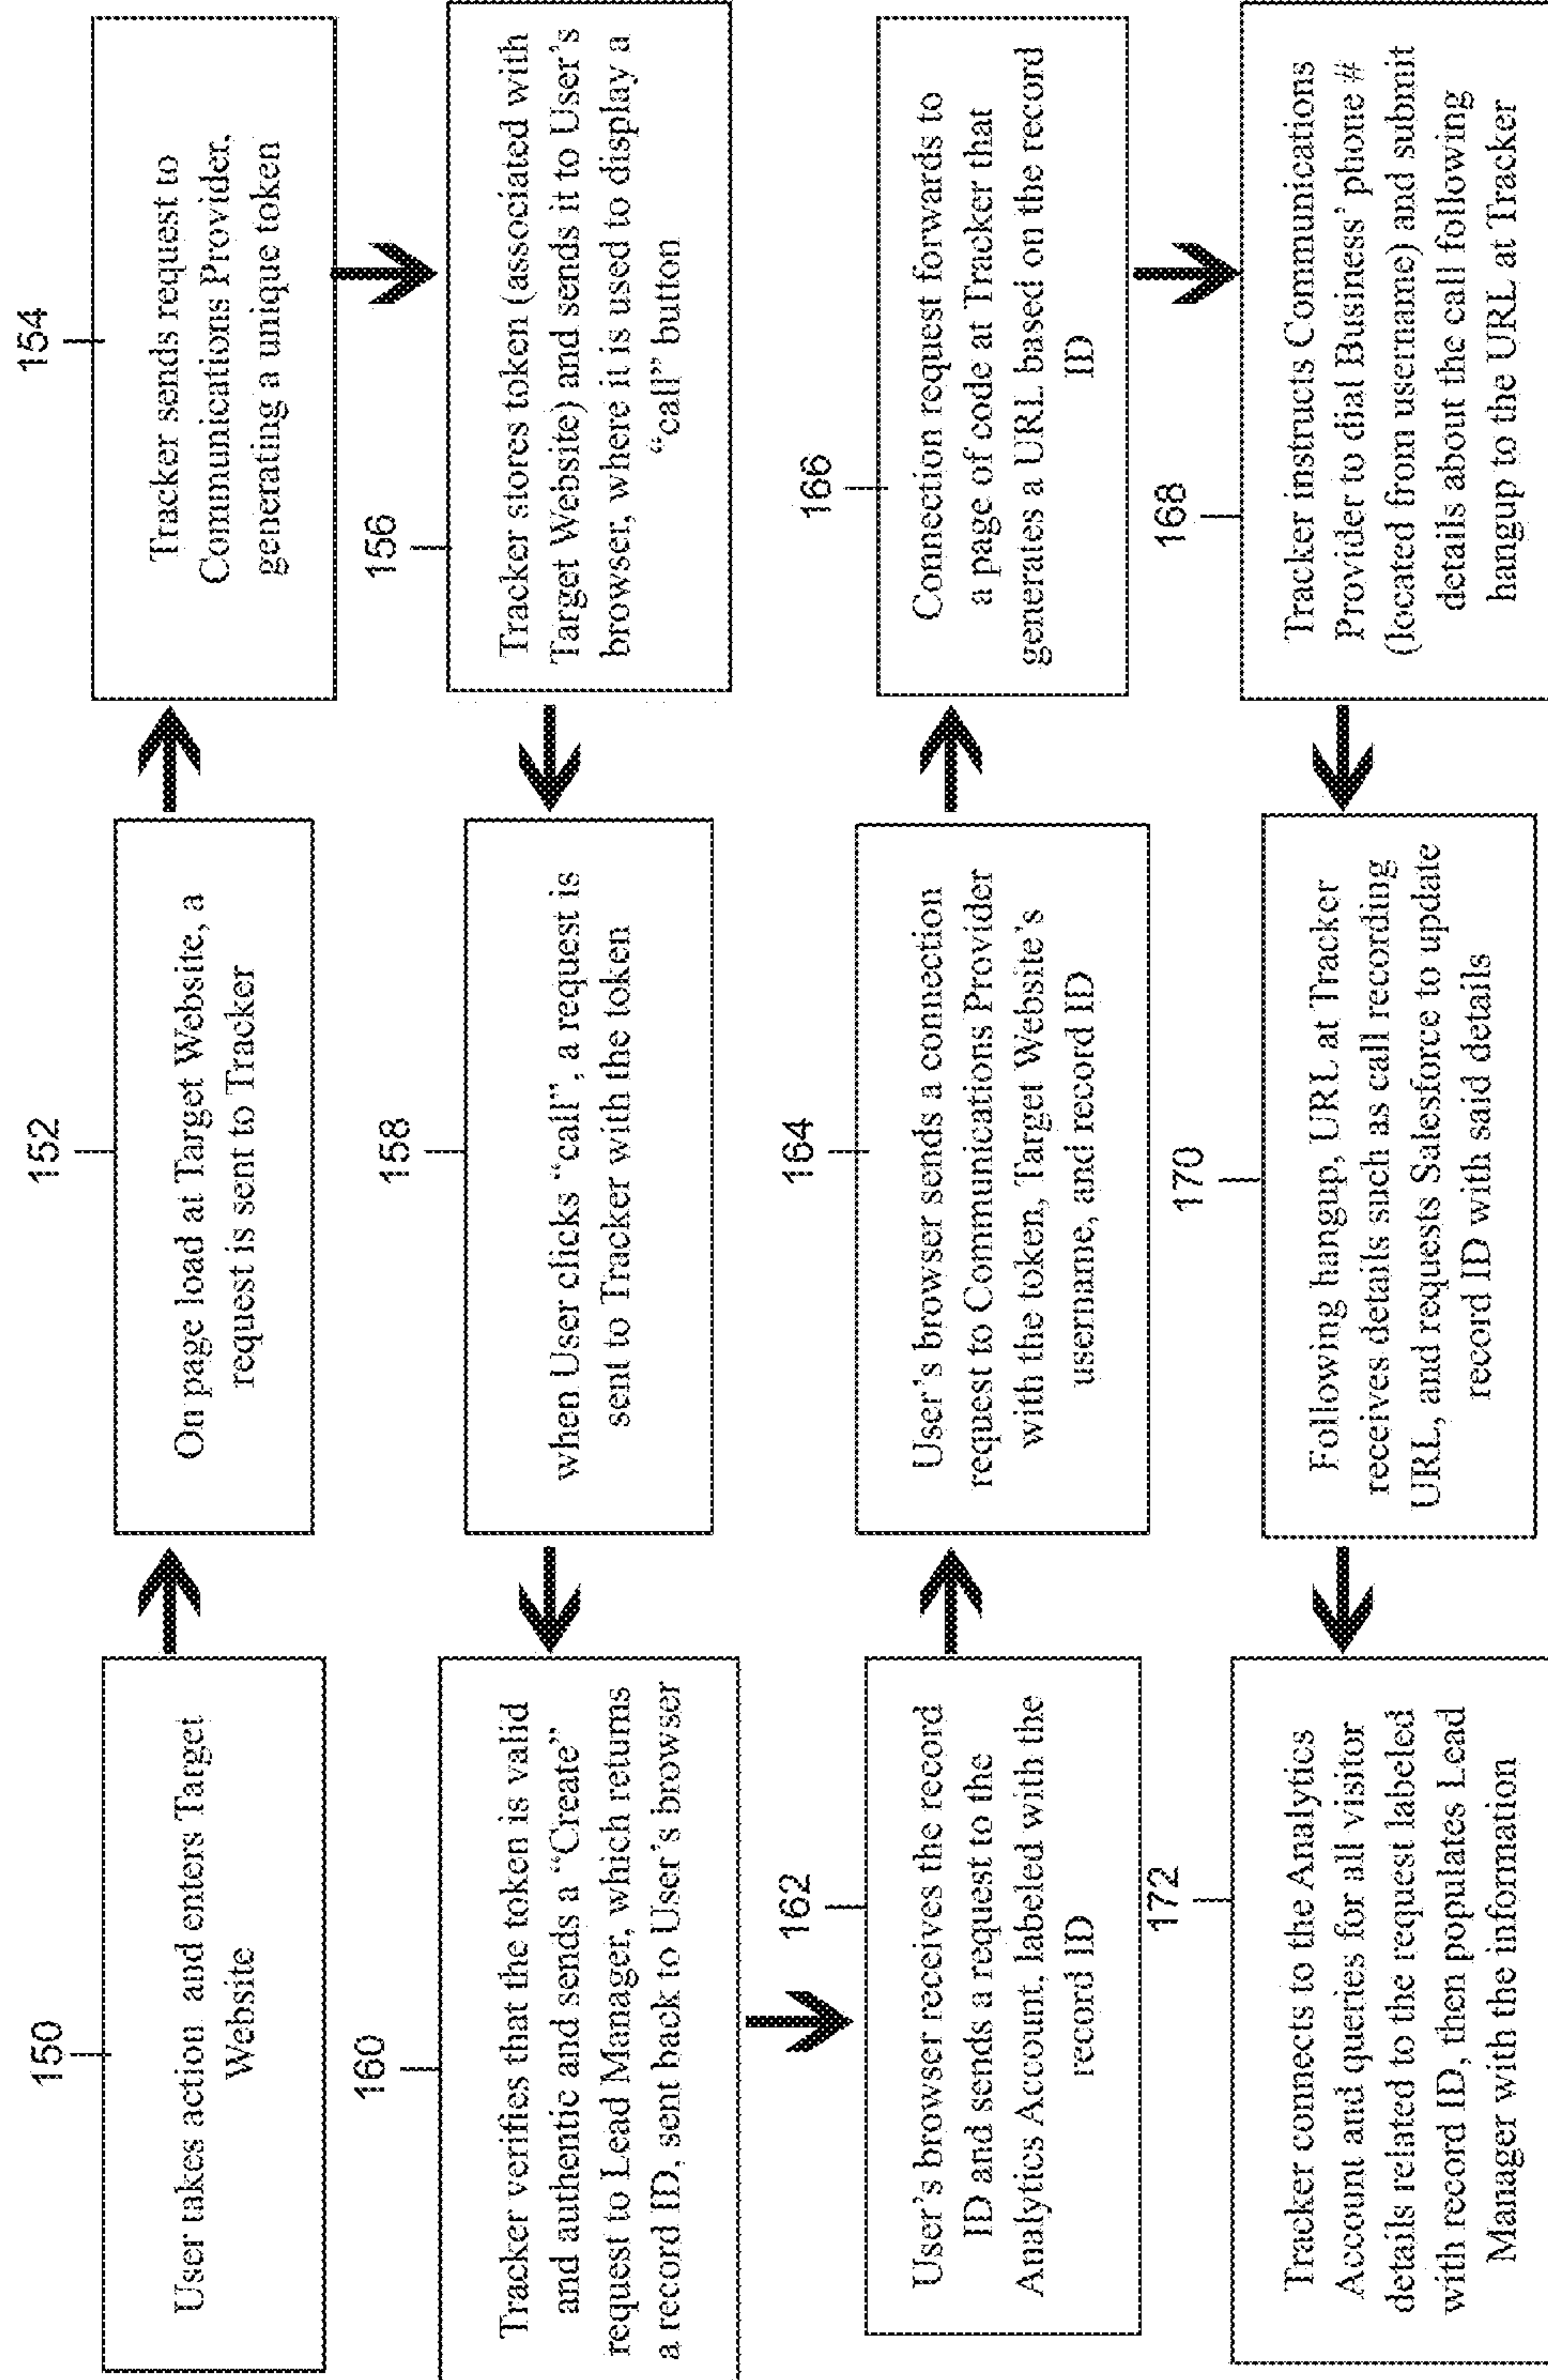 150
User takes action and enters Target
Website
152
On page load at Target Website, a
request is sent to Tracker
154
Tracker sends request to
Communications Provider,
generating a unique token
156
Tracker stores token (associated with
Target Website) and sends it to User's
browser, where it is used to display a
"call" button
158
when User clicks "call", a request is
sent to Tracker with the token
160
Tracker verifies that the token is valid
and authentic and sends a "Create"
request to Lead Manager, which returns
a record ID, sent back to User's browser
162
User's browser receives the record
ID and sends a request to the
Analytics Account, labeled with the
record ID
164
User's browser sends a connection
request to Communications Provider
with the token, Target Website's
username, and record ID
166
Connection request forwards to
a page of code at Tracker that
generates a URL based on the record
ID
168
Tracker instructs Communications
Provider to dial Business' phone #
(located from username) and submit
details about the call following
hangup to the URL at Tracker
170
Following hangup, URL at Tracker
receives details such as call recording
URL, and requests Salesforce to update
record ID with said details
172
Tracker connects to the Analytics
Account and queries for all visitor
details related to the request labeled
with record ID, then populates Lead
Manager with the information